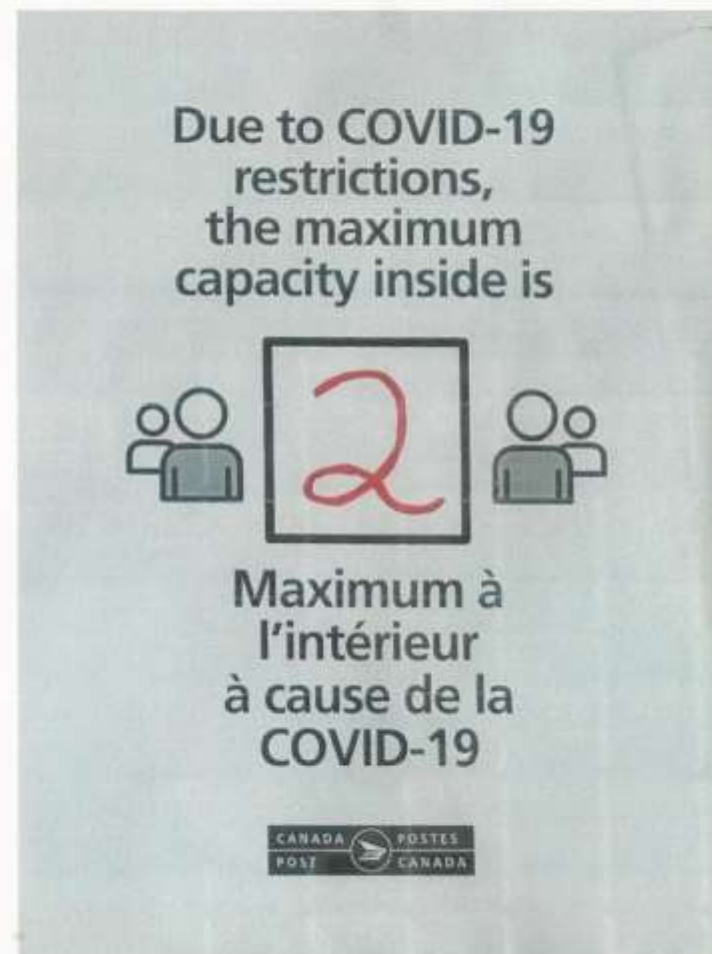 Due to COVID-19
restrictions,
the maximum
capacity inside is
2
Maximum à
l'intérieur
à cause de la
COVID-19
CANADA POSTES
POST CANADA